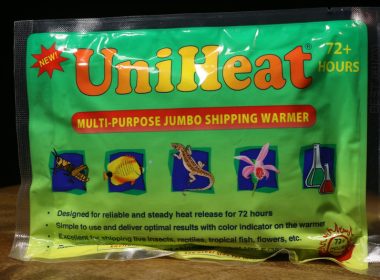 NEW!
UniHeat®
72+
HOURS
MULTI-PURPOSE JUMBO SHIPPING WARMER
• Designed for reliable and steady heat release for 72 hours
• Simple to use and deliver optimal results with color indicator on the warmer
• Excellent for shipping live insects, reptiles, tropical fish, flowers, etc.
72+
UniHeat